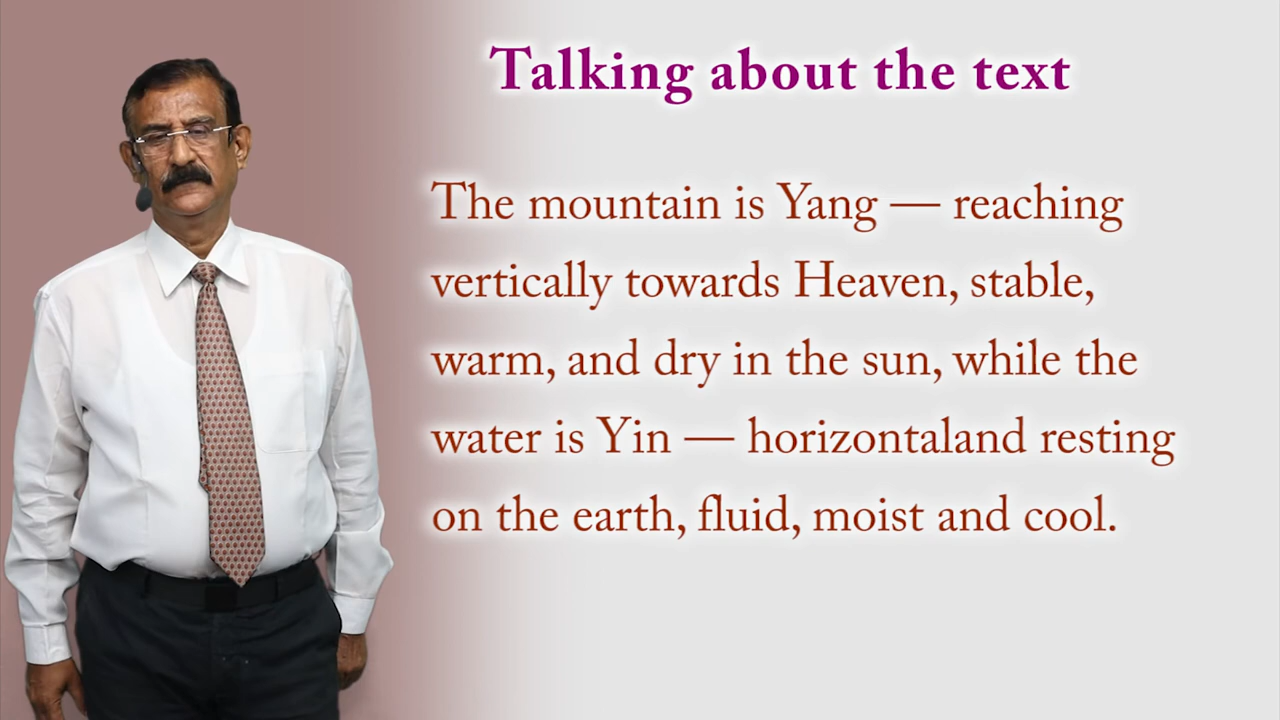 Talking about the text
The mountain is Yang — reaching
vertically towards Heaven, stable,
warm, and dry in the sun, while the
water is Yin — horizontaland resting
on the earth, fluid, moist and cool.